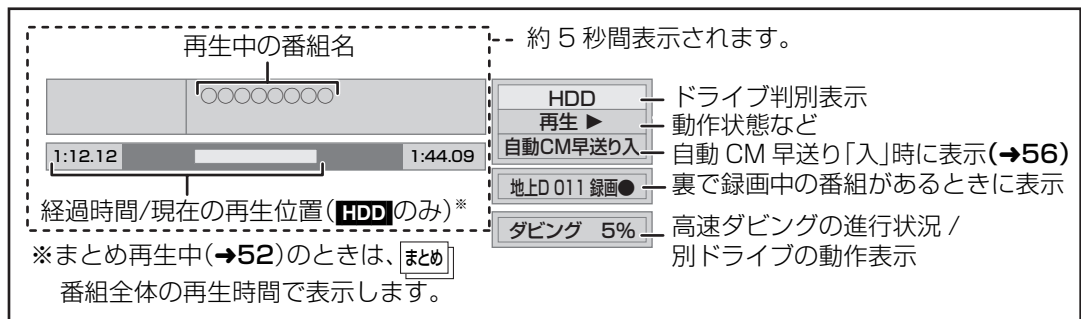 再生中の番組名
約 5 秒間表示されます。
○○○○○○○○
1:12.12
1:44.09
経過時間/現在の再生位置(HDDのみ)※
※まとめ再生中(➔52)のときは、まとめ
番組全体の再生時間で表示します。
HDD
ドライブ判別表示
再生 ▶
動作状態など
自動CM早送り入
自動 CM 早送り「入」時に表示(➔56)
地上D 011 録画●
裏で録画中の番組があるときに表示
ダビング 5%
高速ダビングの進行状況 /
別ドライブの動作表示